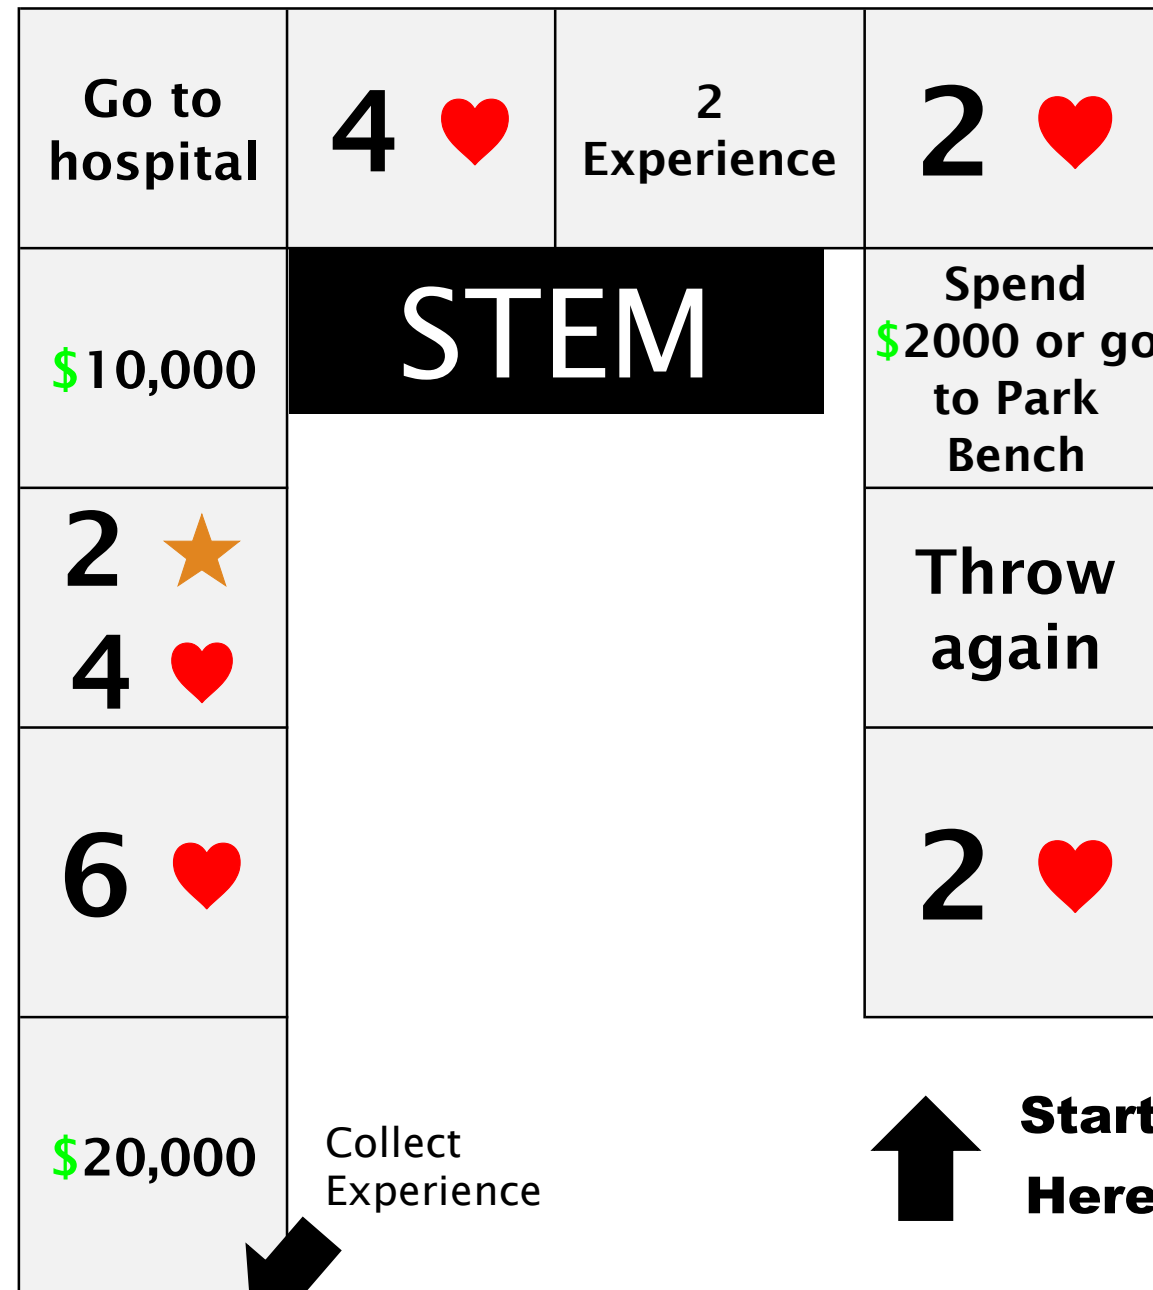 Go to
hospital
4
2
Experience
2
STEM
Spend
$2000 or go
to Park
Bench
$10,000
2
4
Throw
again
6
2
$20,000
Collect
Experience
Start
Here